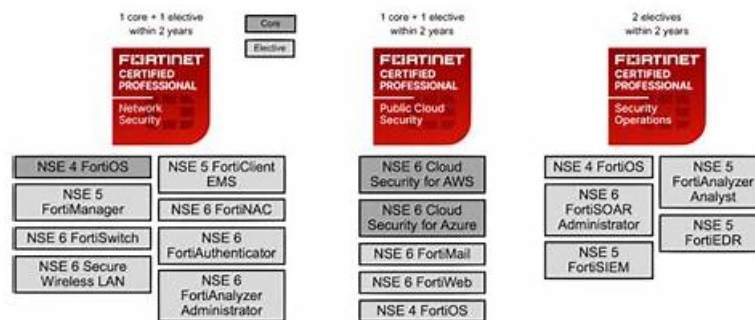 1 core + 1 elective
within 2 years
Core
Elective
FORTINET
CERTIFIED
PROFESSIONAL
Network
Security
NSE 4 FortiOS
NSE 5
FortiManager
NSE 6 FortiSwitch
NSE 6 Secure
Wireless LAN
NSE 5 FortiClient
EMS
NSE 6 FortiNAC
NSE 6
FortiAuthenticator
NSE 6
FortiAnalyzer
Administrator
1 core + 1 elective
within 2 years
FORTINET
CERTIFIED
PROFESSIONAL
Public Cloud
Security
NSE 6 Cloud
Security for AWS
NSE 6 Cloud
Security for Azure
NSE 6 FortiMail
NSE 6 FortiWeb
NSE 4 FortiOS
2 electives
within 2 years
FORTINET
CERTIFIED
PROFESSIONAL
Security
Operations
NSE 4 FortiOS
NSE 6
FortiSOAR
Administrator
NSE 5
FortiSIEM
NSE 5
FortiAnalyzer
Analyst
NSE 5
FortiEDR